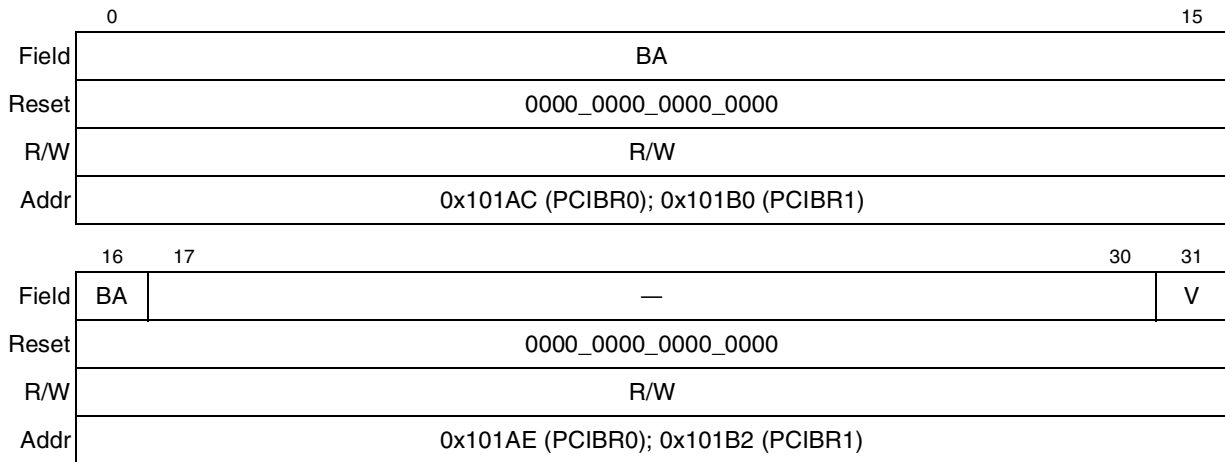 0 15
Field BA
Reset 0000_0000_0000_0000
R/W R/W
Addr 0x101AC (PCIBR0); 0x101B0 (PCIBR1)
16 17 30 31
Field BA — V
Reset 0000_0000_0000_0000
R/W R/W
Addr 0x101AE (PCIBR0); 0x101B2 (PCIBR1)